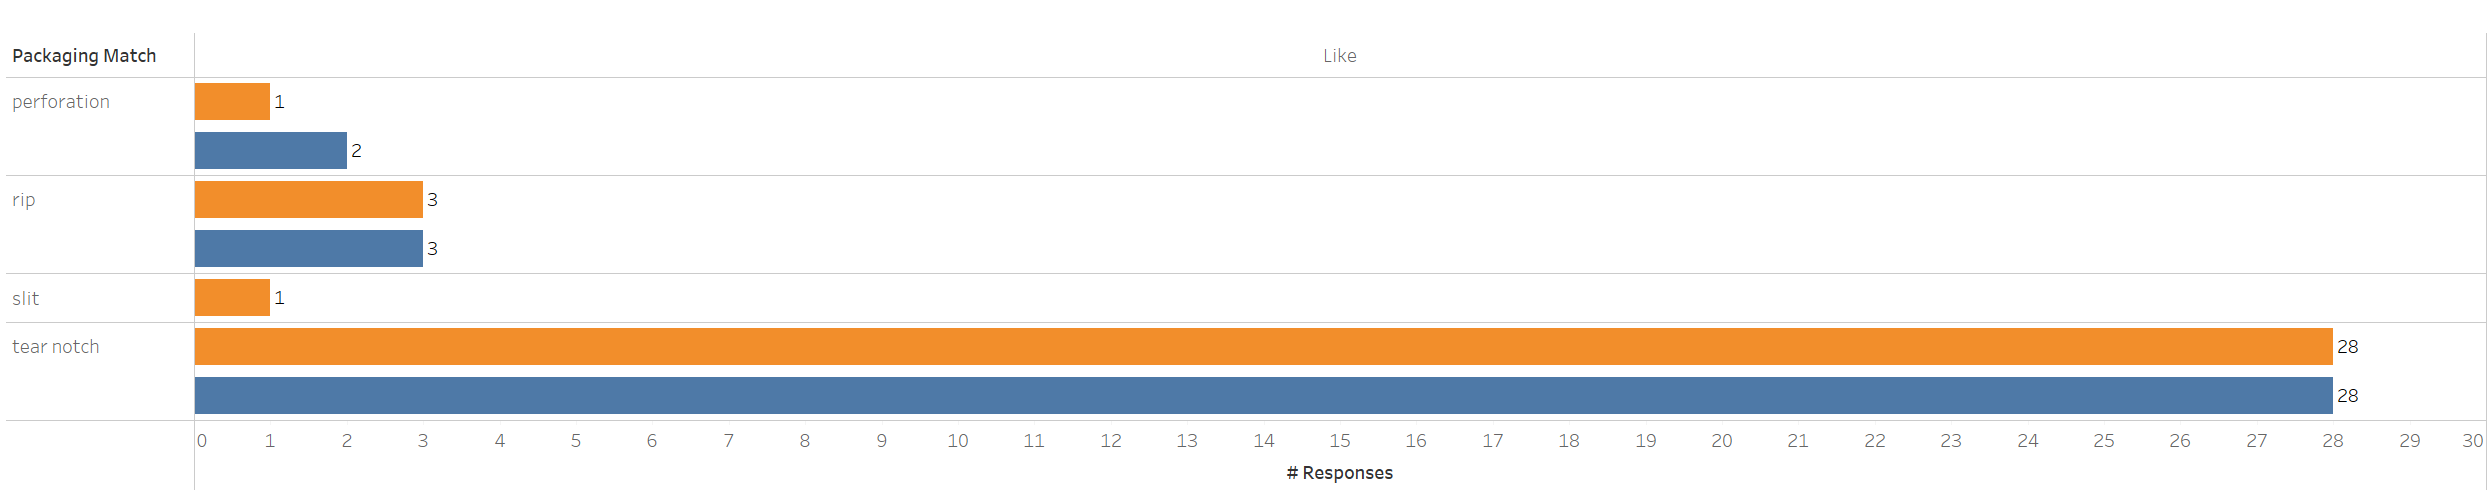 Packaging Match Like
perforation 1
2
rip 3
3
slit 1
tear notch 28
28
0 1 2 3 4 5 6 7 8 9 10 11 12 13 14 15 16 17 18 19 20 21 22 23 24 25 26 27 28 29 30
# Responses